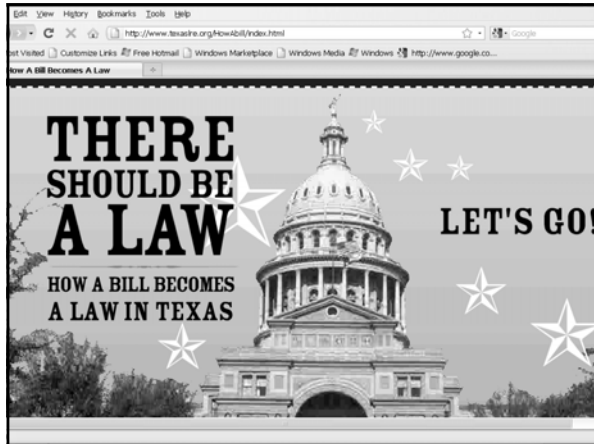 Edit View History Bookmarks Tools Help
http://www.texaslre.org/HowAbill/index.html
Google
ost Visited Customize Links Free Hotmail Windows Marketplace Windows Media Windows http://www.google.co...
How A Bill Becomes A Law
THERE
SHOULD BE
A LAW
HOW A BILL BECOMES
A LAW IN TEXAS
LET'S GO!